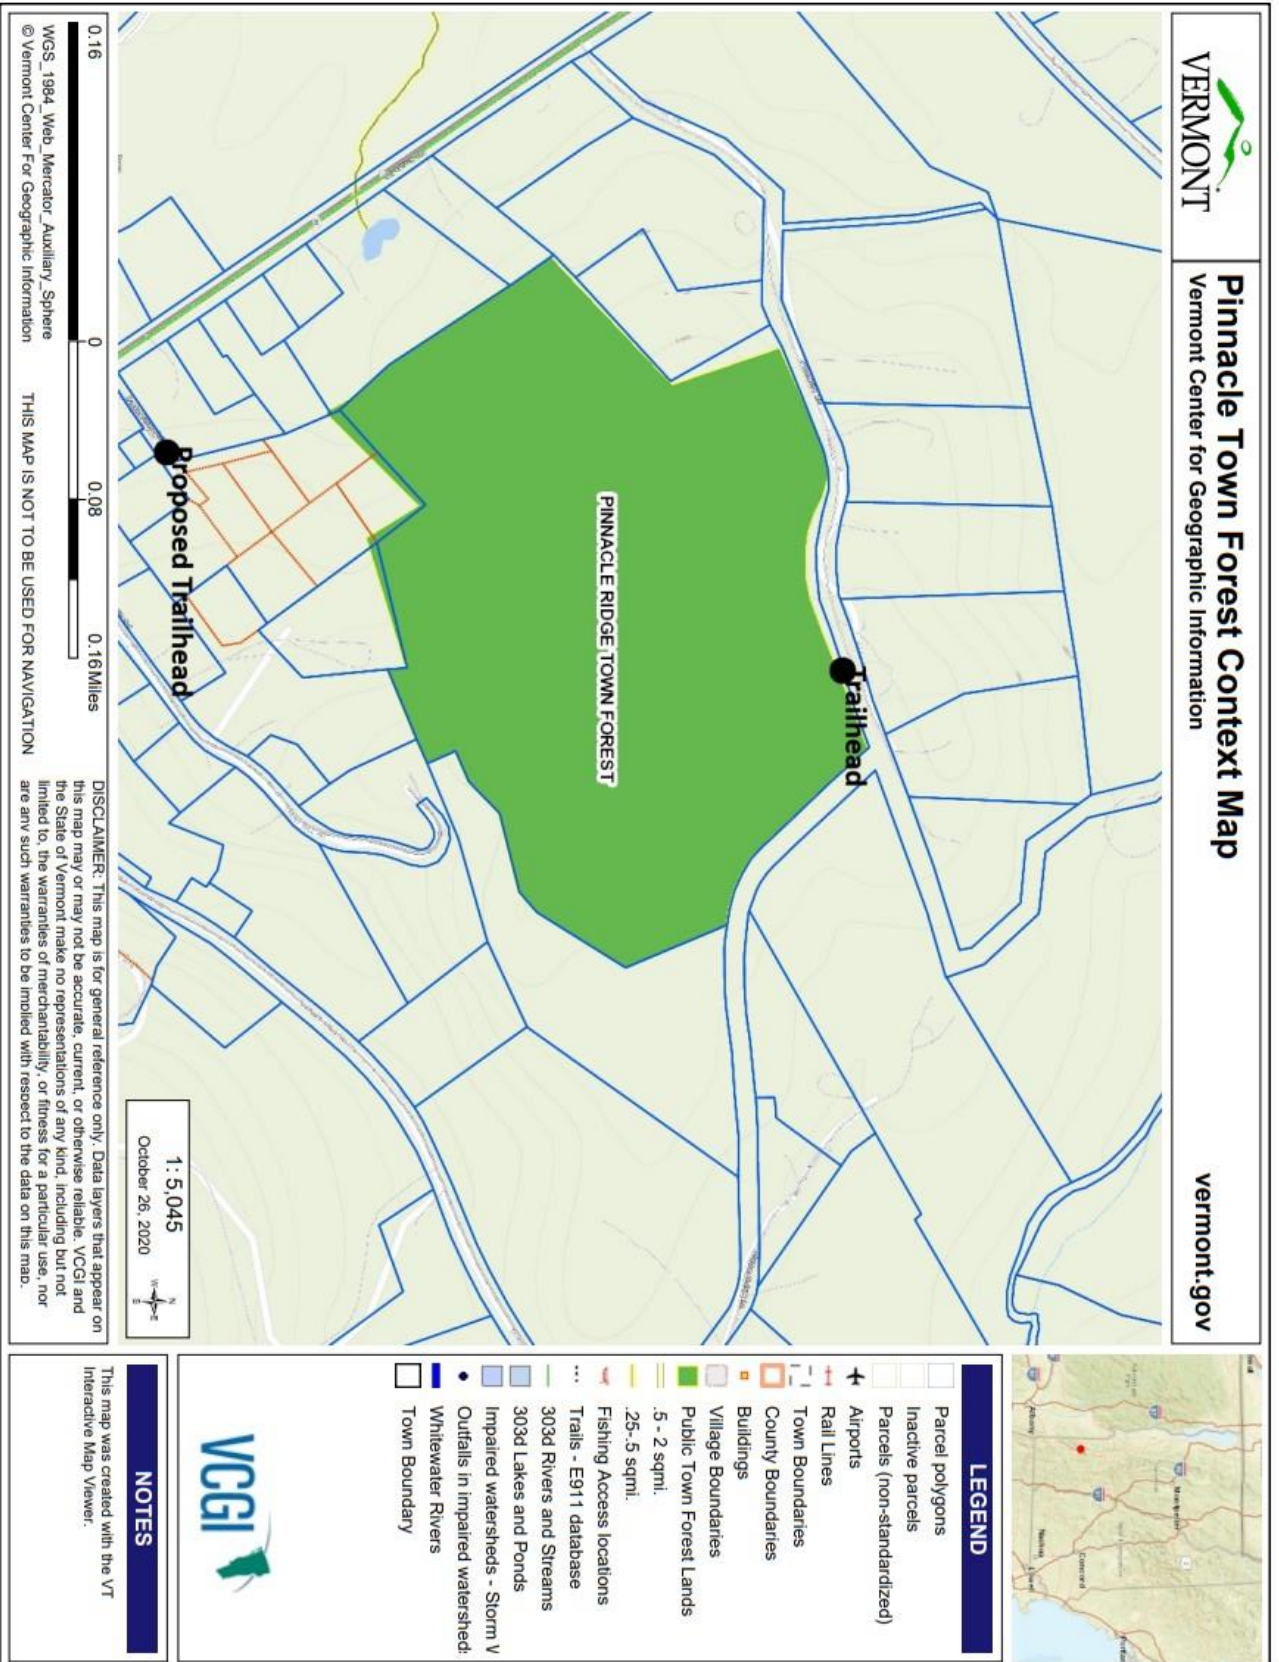 VERMONT
Pinnacle Town Forest Context Map
Vermont Center for Geographic Information
vermont.gov
Trailhead
PINNACLE RIDGE TOWN FOREST
Proposed Trailhead
1: 5,045
October 26, 2020
N
W
E
S
0.16
0
0.08
0.16 Miles
WGS_1984_Web_Mercator_Auxiliary_Sphere
© Vermont Center For Geographic Information
THIS MAP IS NOT TO BE USED FOR NAVIGATION
DISCLAIMER: This map is for general reference only. Data layers that appear on
this map may or may not be accurate, current, or otherwise reliable. VCGI and
the State of Vermont make no representations of any kind, including but not
limited to, the warranties of merchantability, or fitness for a particular use, nor
are any such warranties to be implied with respect to the data on this map.
Montpelier
Concord
Albany
Nashua
Lowell
LEGEND
Parcel polygons
Inactive parcels
Parcels (non-standardized)
Airports
Rail Lines
Town Boundaries
County Boundaries
Buildings
Village Boundaries
Public Town Forest Lands
.5 - 2 sqmi.
.25-.5 sqmi.
Fishing Access locations
Trails - E911 database
303d Rivers and Streams
303d Lakes and Ponds
Impaired watersheds - Storm V
Outfalls in impaired watersheds
Whitewater Rivers
Town Boundary
VCGI
NOTES
This map was created with the VT
Interactive Map Viewer.